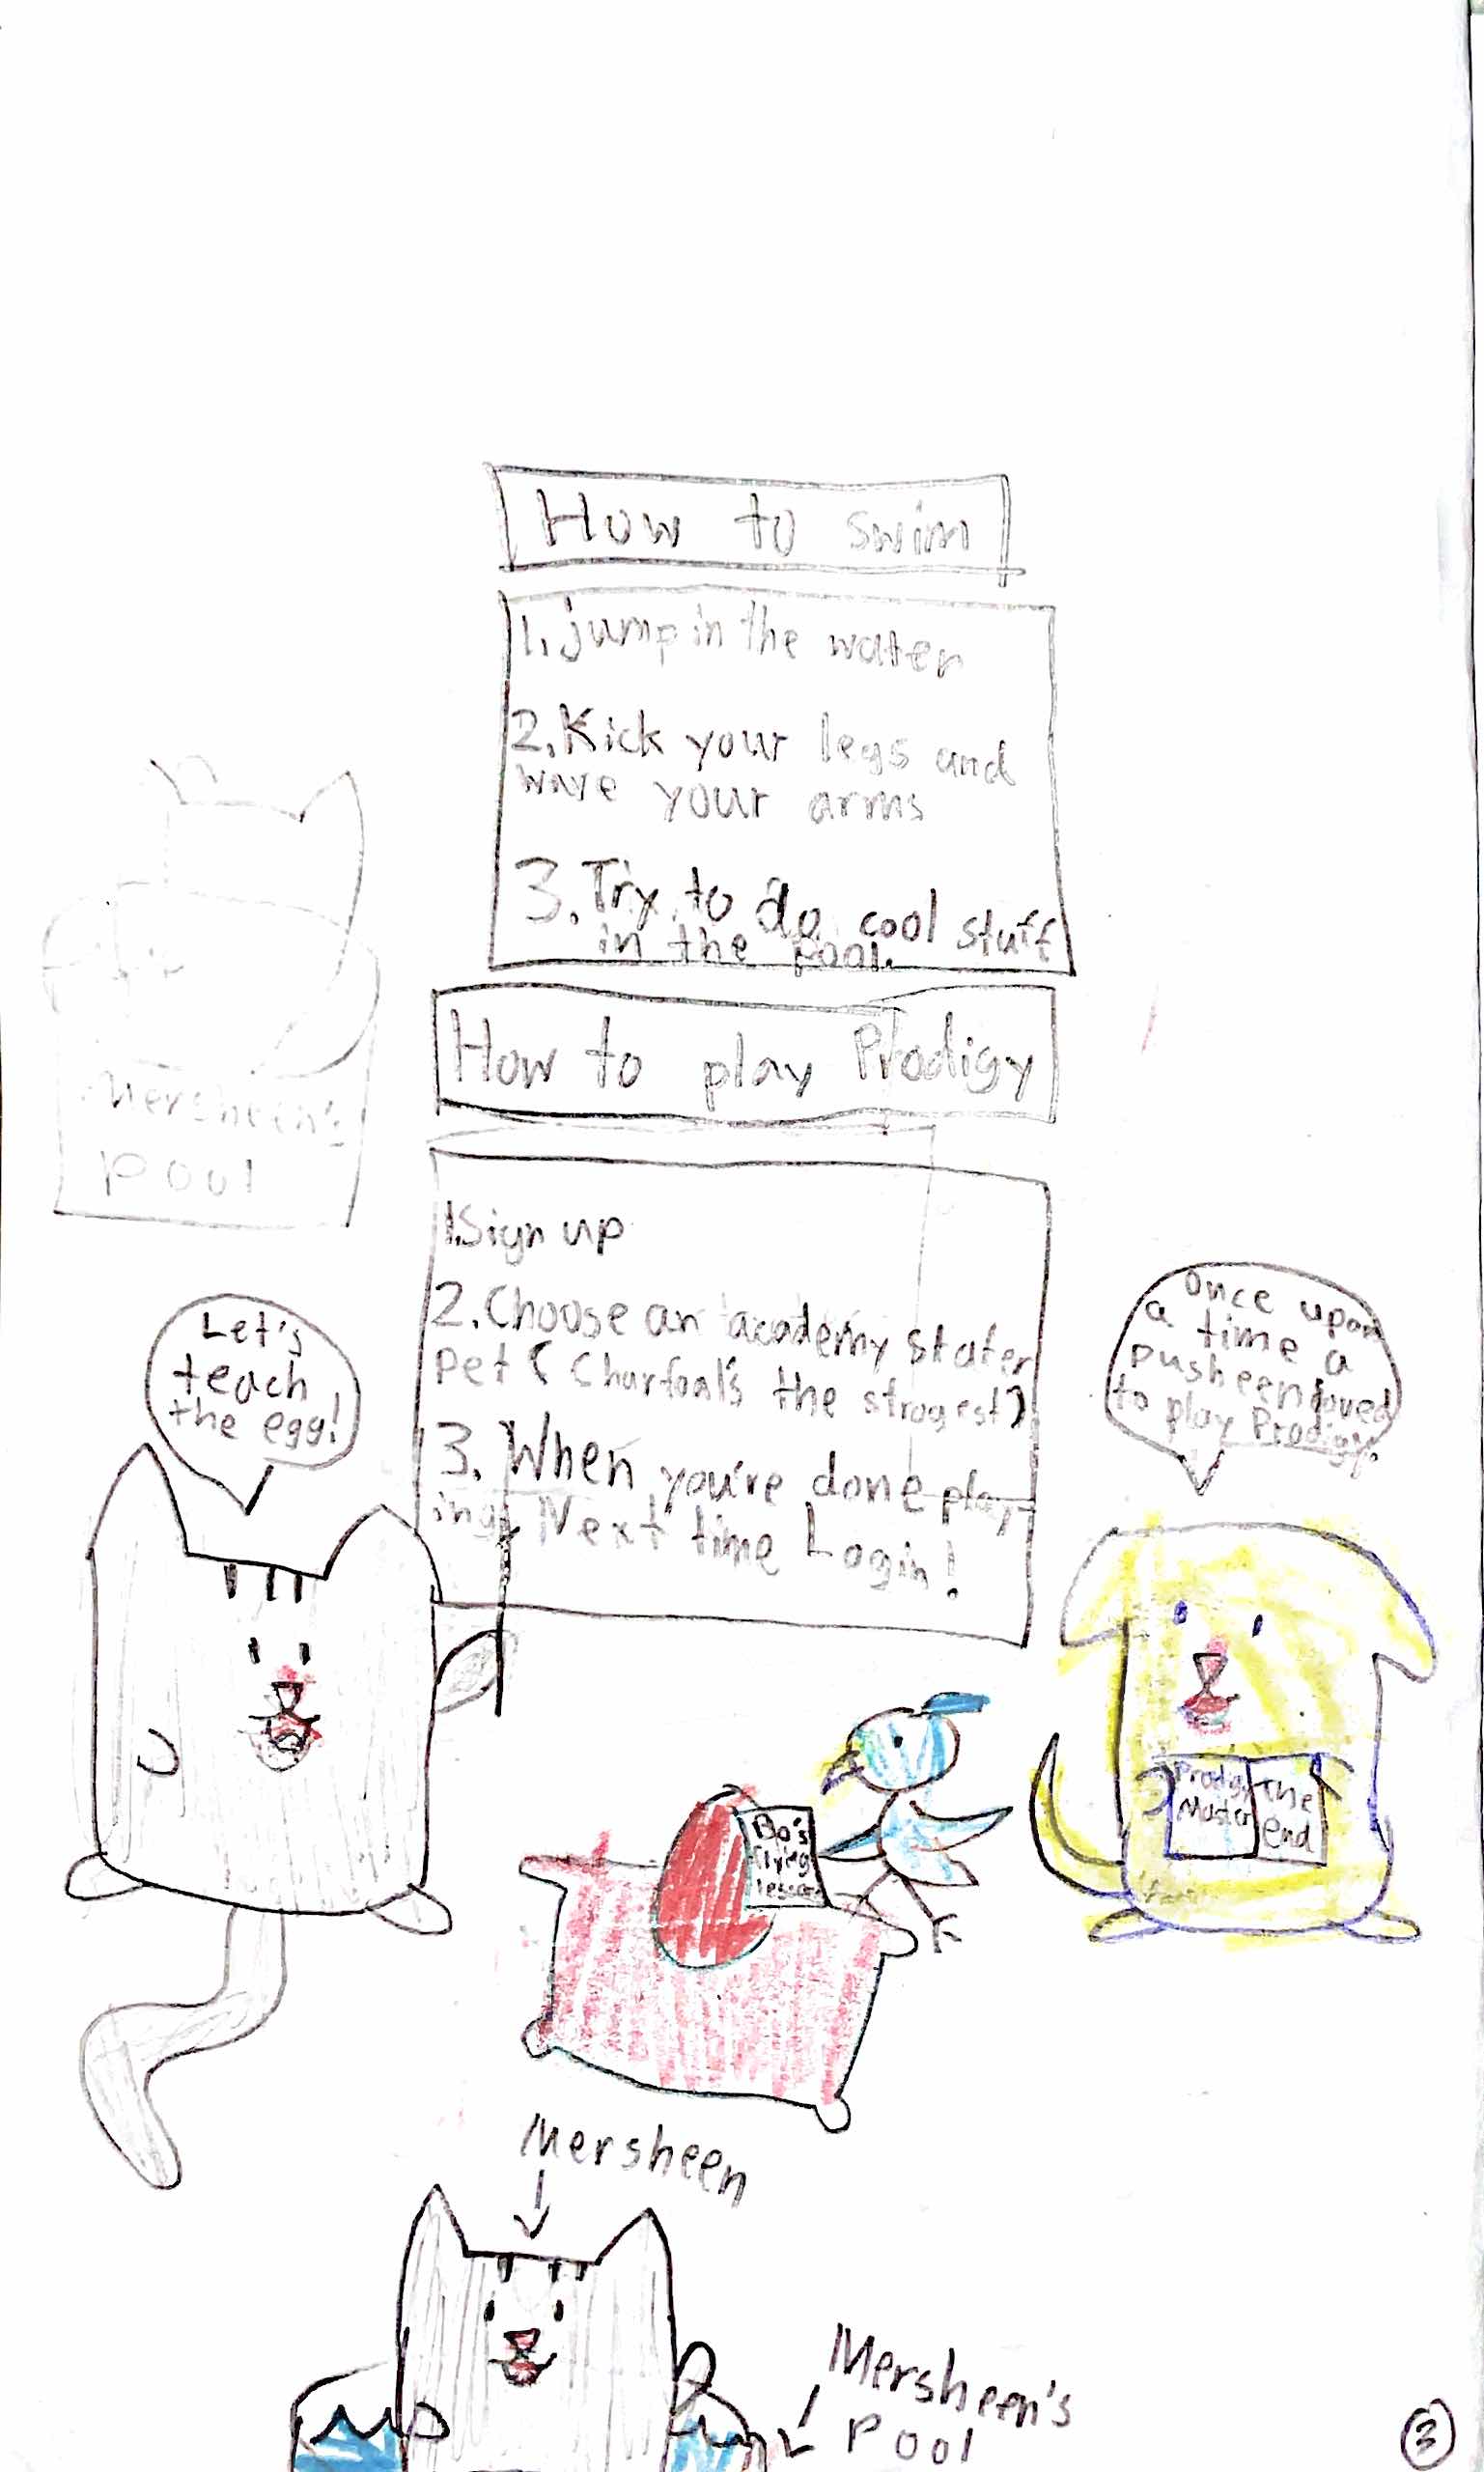 How to swim
1. jump in the water
2. Kick your legs and
wave your arms
3. Try to do cool stuff
in the pool.
How to play Prodigy
Mersheen's
Pool
1. Sign up
2. Choose an academy stater
Pet ( Charfoal's the strogest)
3. When you're done play-
ing, Next time Login!
Let's
teach
the egg!
Once upon
a time a
pusheen loved
to play Prodigy.
Bo's
flying
lesson
Prodigy
Master
The
end
Mersheen
Mersheen's
Pool
3